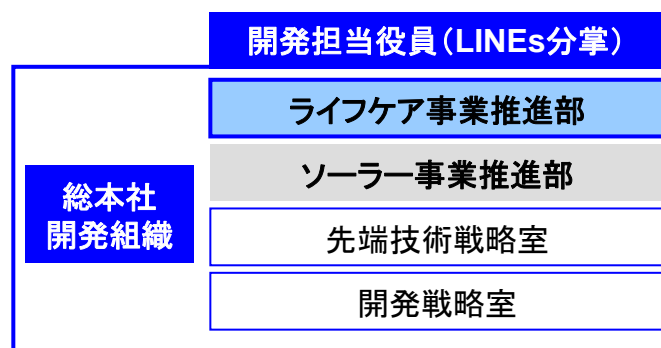 開発担当役員（LINEs分掌）
ライフケア事業推進部
ソーラー事業推進部
総本社
開発組織
先端技術戦略室
開発戦略室